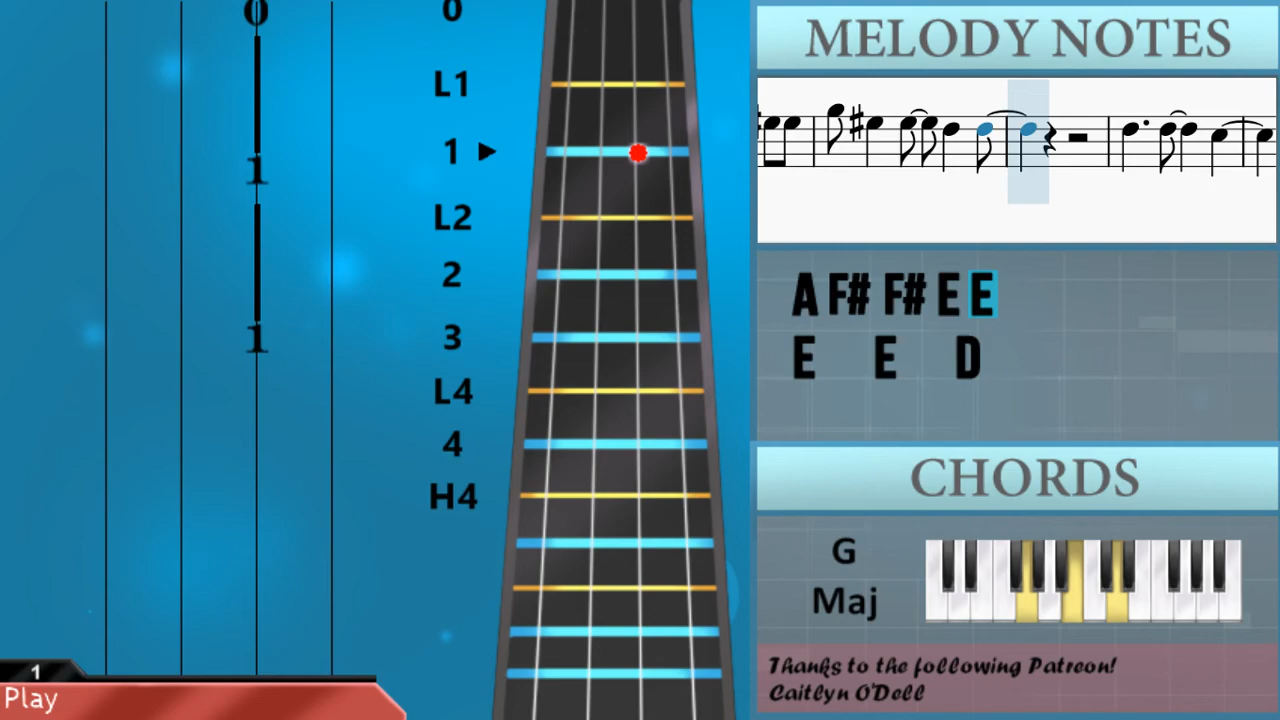 0
1
1
0
L1
1
L2
2
3
L4
4
H4
1
Play
MELODY NOTES
A F# F# E E
E E D
CHORDS
G
Maj
Thanks to the following Patreon!
Caitlyn O'Dell